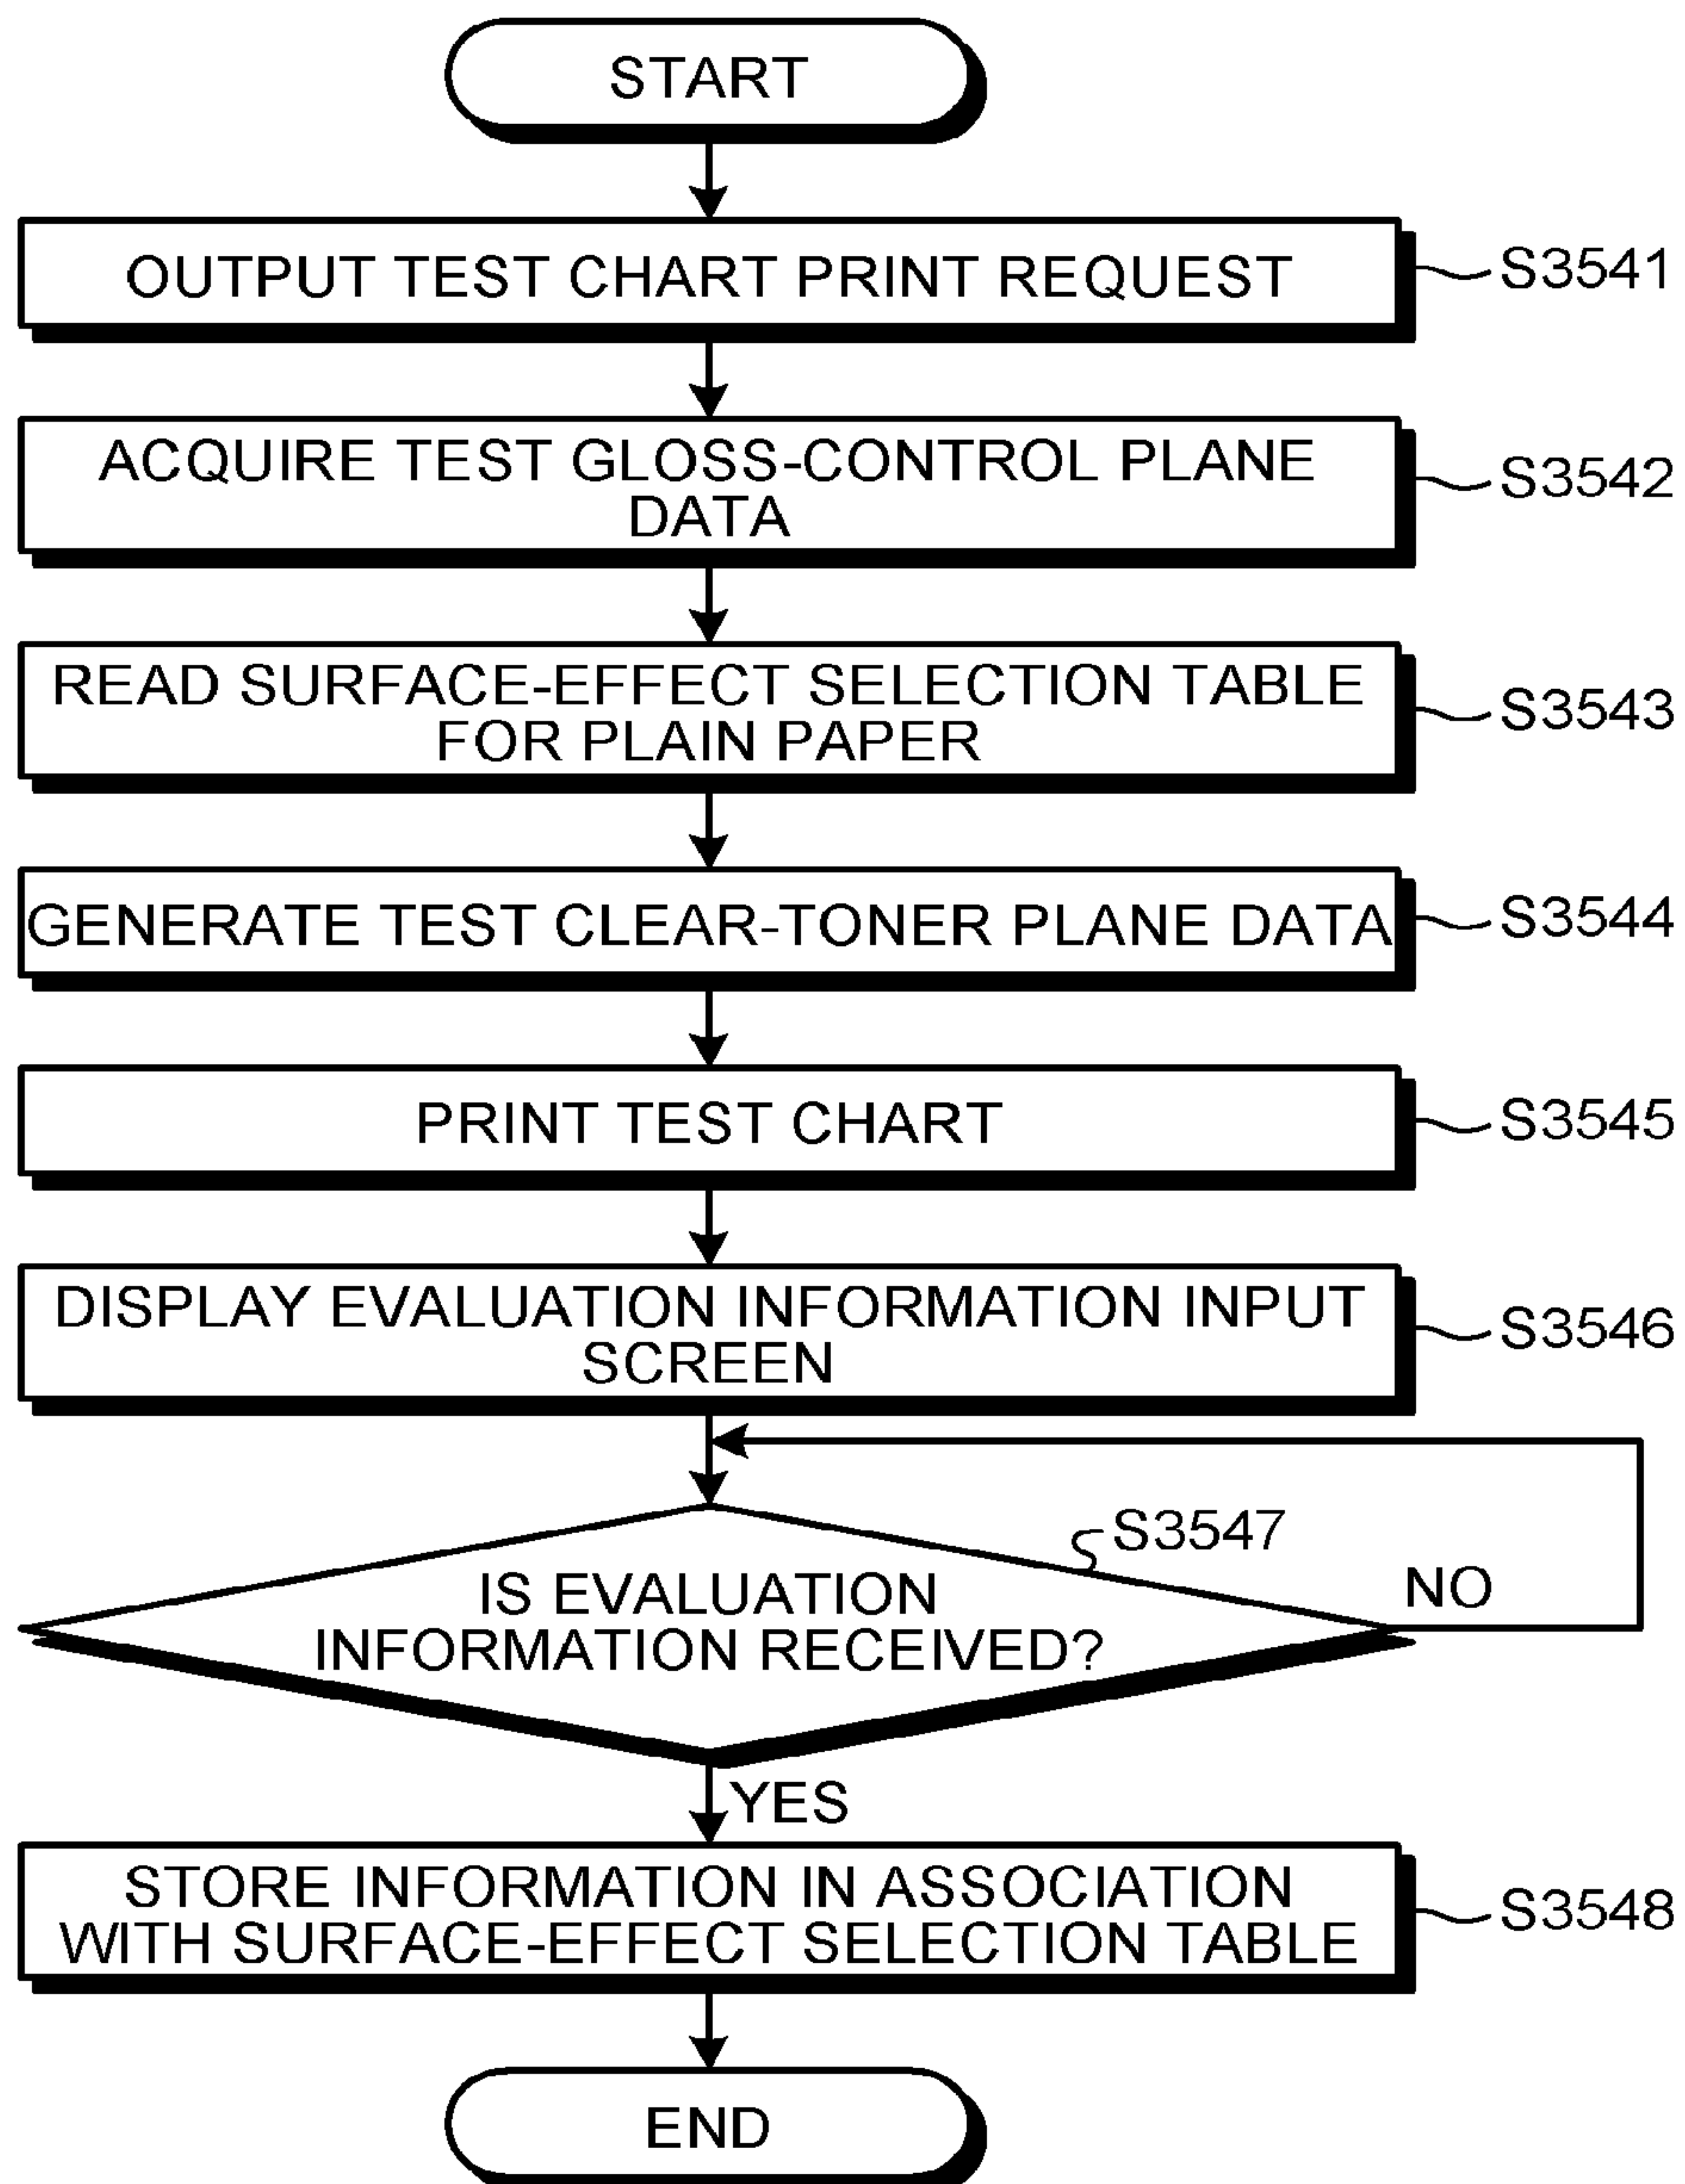 START
OUTPUT TEST CHART PRINT REQUEST
S3541
ACQUIRE TEST GLOSS-CONTROL PLANE
DATA
S3542
READ SURFACE-EFFECT SELECTION TABLE
FOR PLAIN PAPER
S3543
GENERATE TEST CLEAR-TONER PLANE DATA
S3544
PRINT TEST CHART
S3545
DISPLAY EVALUATION INFORMATION INPUT
SCREEN
S3546
S3547
IS EVALUATION
INFORMATION RECEIVED?
NO
YES
STORE INFORMATION IN ASSOCIATION
WITH SURFACE-EFFECT SELECTION TABLE
S3548
END